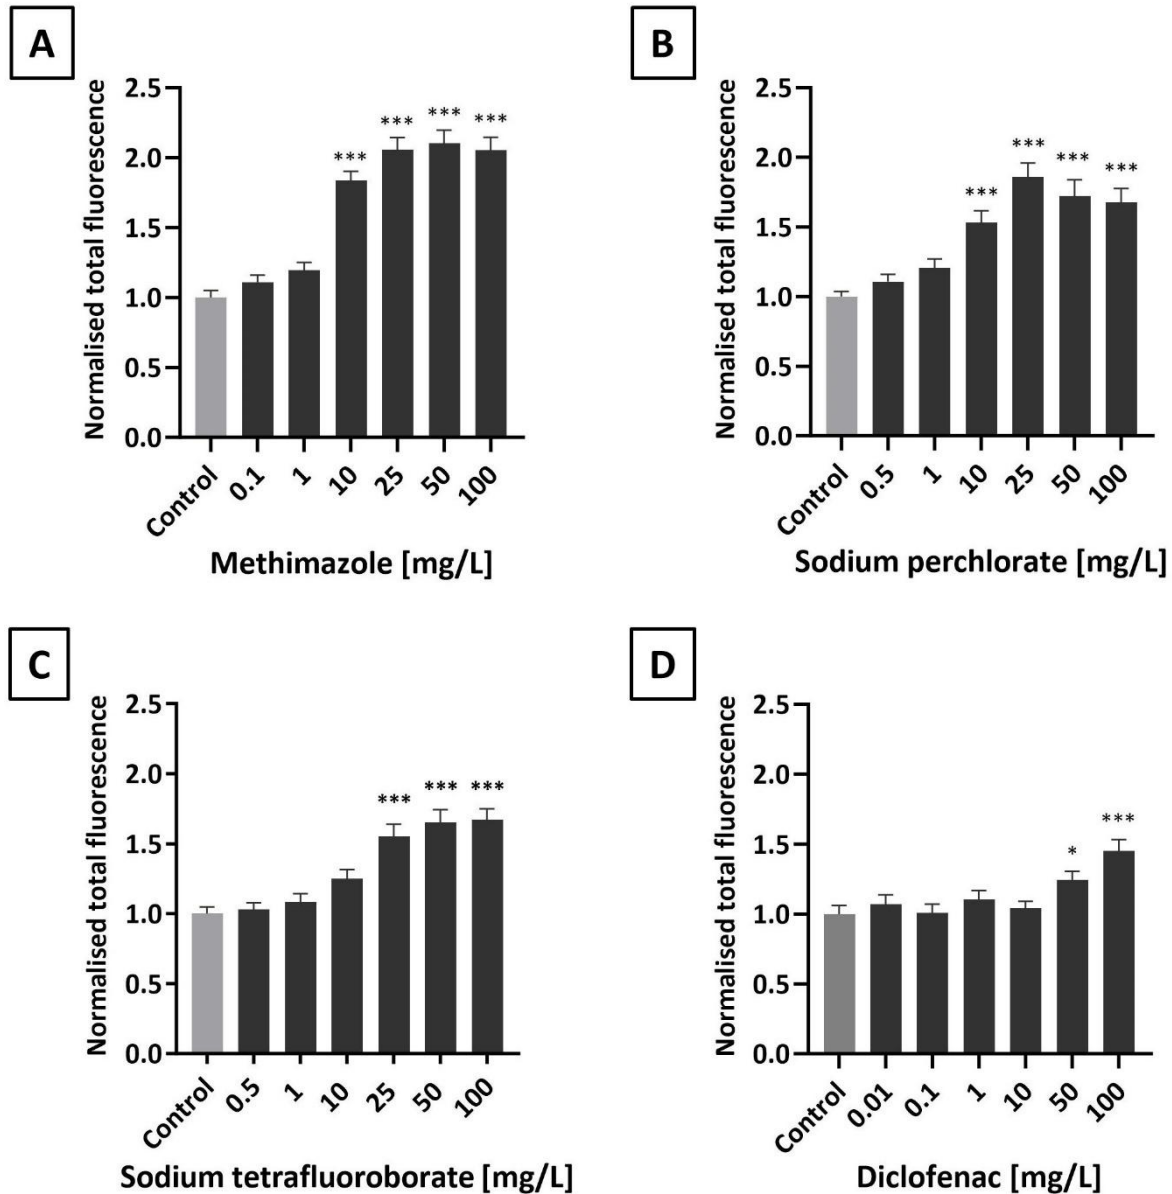 A
Normalised total fluorescence
2.5
2.0
1.5
1.0
0.5
0.0
*** *** *** ***
Control 0.1 1 10 25 50 100
Methimazole [mg/L]
B
Normalised total fluorescence
2.5
2.0
1.5
1.0
0.5
0.0
*** *** *** ***
Control 0.5 1 10 25 50 100
Sodium perchlorate [mg/L]
C
Normalised total fluorescence
2.5
2.0
1.5
1.0
0.5
0.0
*** *** ***
Control 0.5 1 10 25 50 100
Sodium tetrafluoroborate [mg/L]
D
Normalised total fluorescence
2.5
2.0
1.5
1.0
0.5
0.0
* ***
Control 0.01 0.1 1 10 50 100
Diclofenac [mg/L]